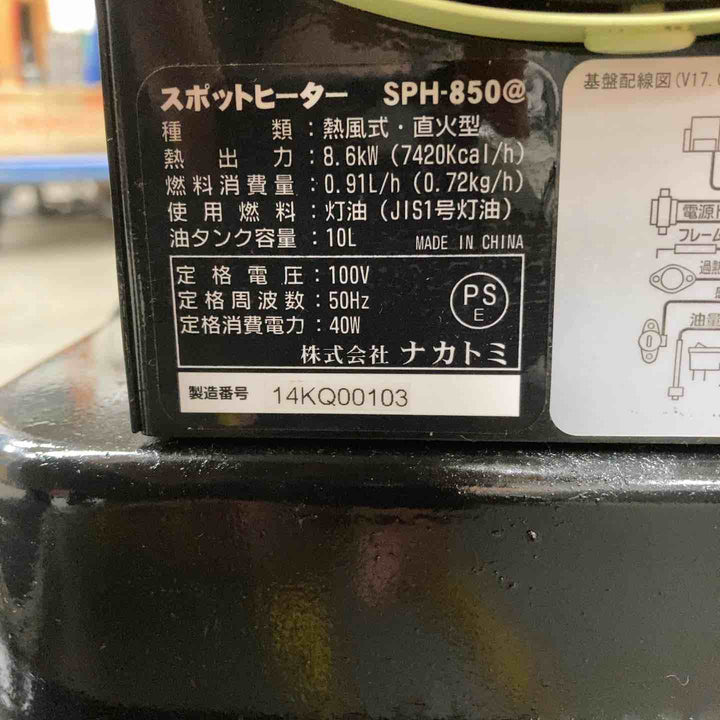 スポットヒーター SPH-850@
種類：熱風式・直火型
熱出力：8.6kW (7420Kcal/h)
燃料消費量：0.91L/h (0.72kg/h)
使用燃料：灯油 (JIS1号灯油)
油タンク容量：10L MADE IN CHINA
定格電圧：100V
定格周波数：50Hz
定格消費電力：40W
PS
E
株式会社 ナカトミ
製造番号 14KQ00103
基盤配線図(V17.
電源
フレーム
過熱
油量